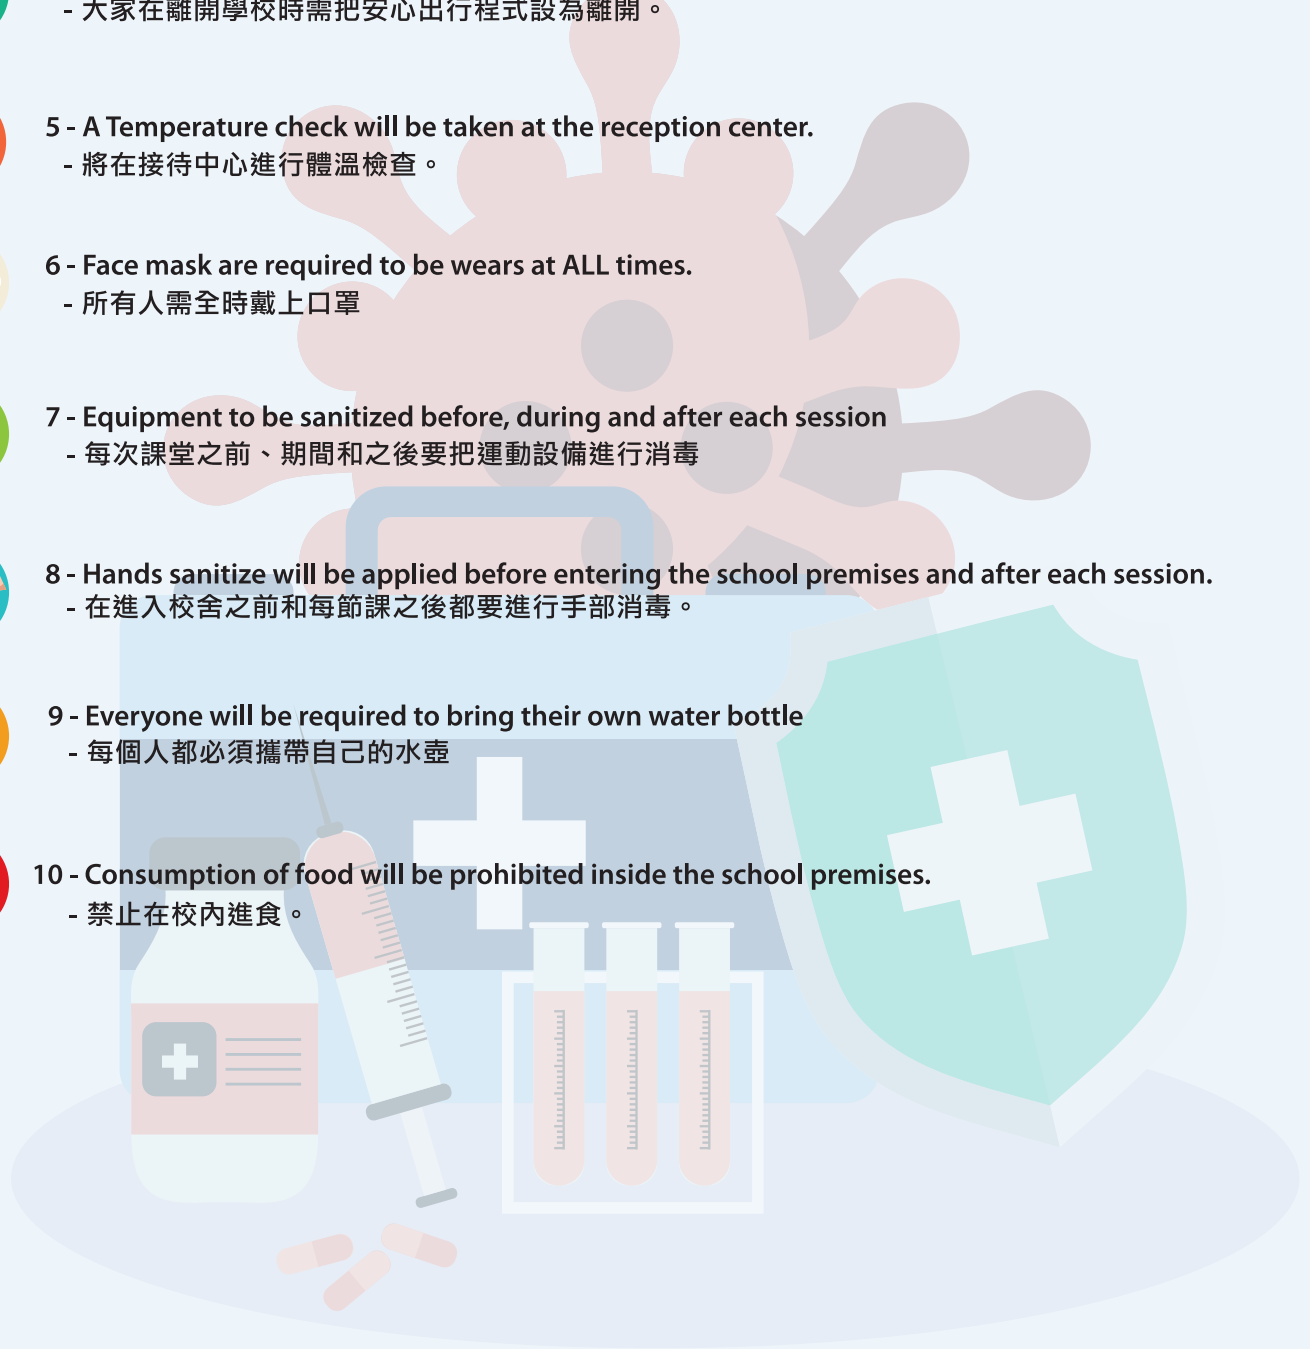 - 大家在離開學校時需把安心出行程式設為離開。
5 - A Temperature check will be taken at the reception center.
- 將在接待中心進行體溫檢查。
6 - Face mask are required to be wears at ALL times.
- 所有人需全時戴上口罩
7 - Equipment to be sanitized before, during and after each session
- 每次課堂之前、期間和之後要把運動設備進行消毒
8 - Hands sanitize will be applied before entering the school premises and after each session.
- 在進入校舍之前和每節課之後都要進行手部消毒。
9 - Everyone will be required to bring their own water bottle
- 每個人都必須攜帶自己的水壺
10 - Consumption of food will be prohibited inside the school premises.
- 禁止在校內進食。